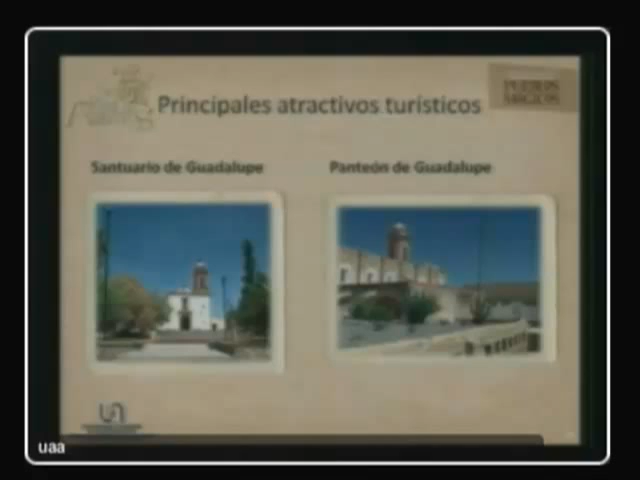 Principales atractivos turísticos
PUEBLOS
MÁGICOS
Santuario de Guadalupe
Panteón de Guadalupe
uaa